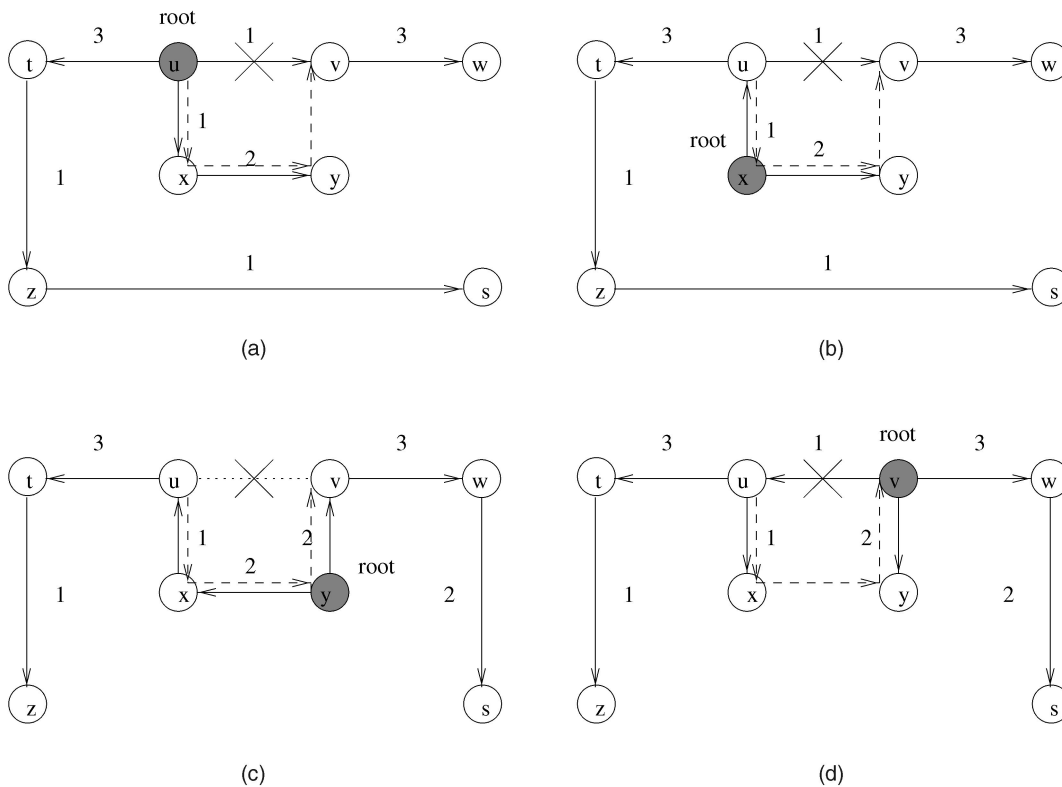 root
3 1 3
t u v w
1
2
x y
1
z 1 s
(a)
3 1 3
t u v w
1
root 2
x y
1
z 1 s
(b)
3 3
t u v w
1 2
2 root
x y
1 2
z s
(c)
root
3 1 3
t u v w
1 2
x y
1 2
z s
(d)